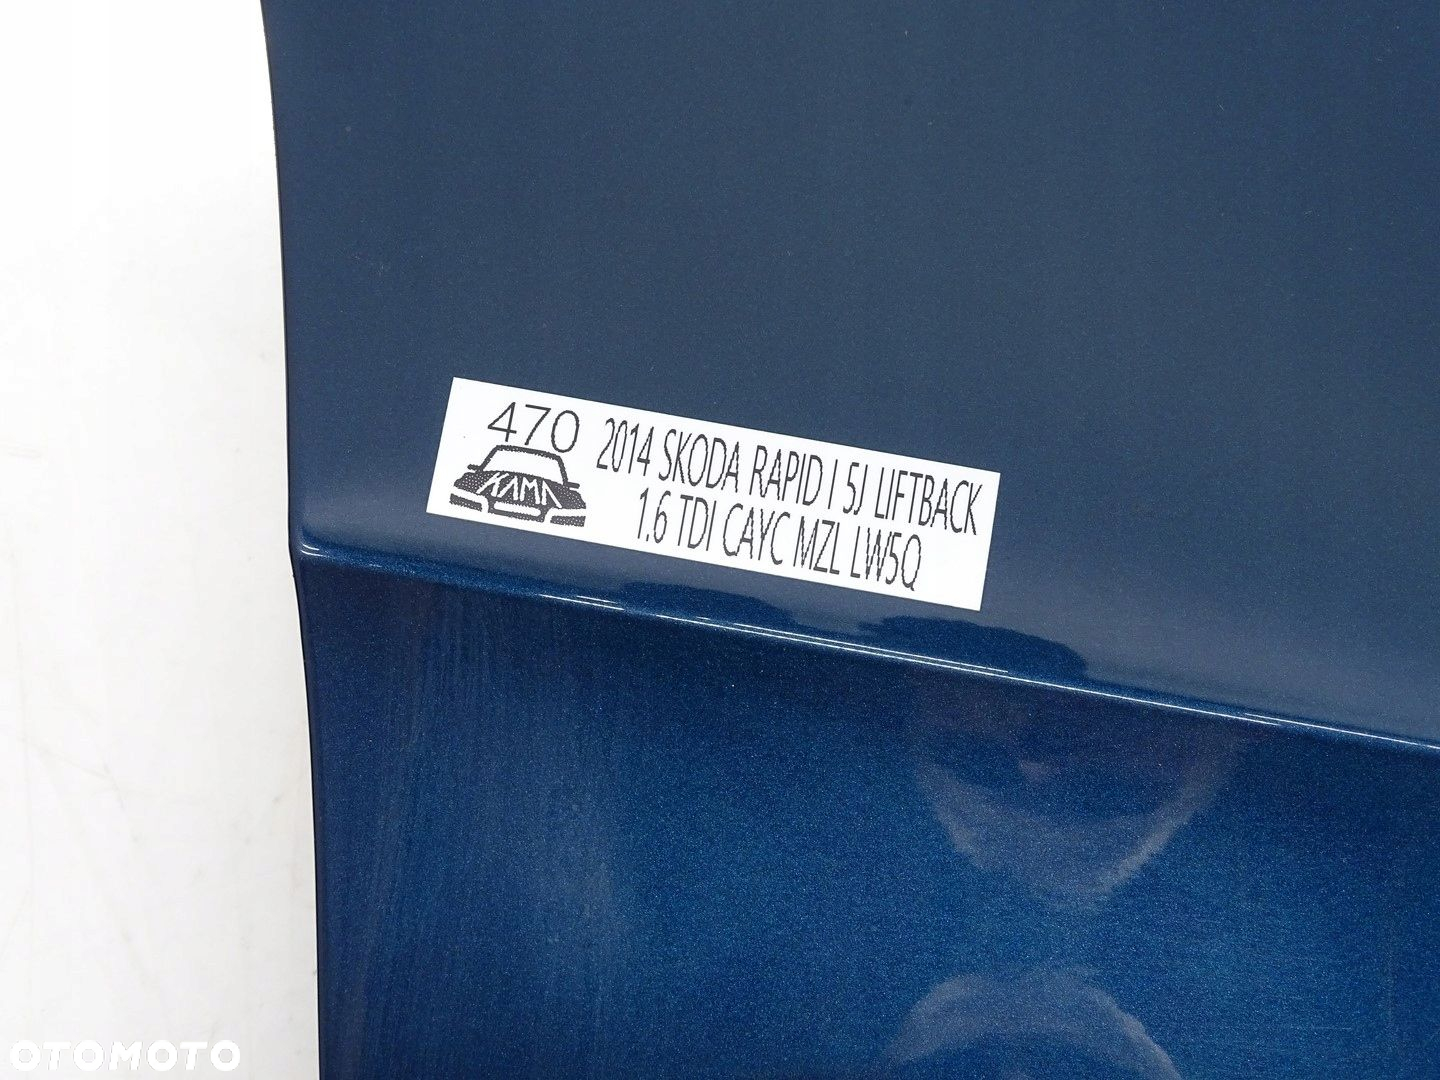 470
KAMA
2014 SKODA RAPID I 5J LIFTBACK
1.6 TDI CAYC MZL LW5Q
OTOMOTO